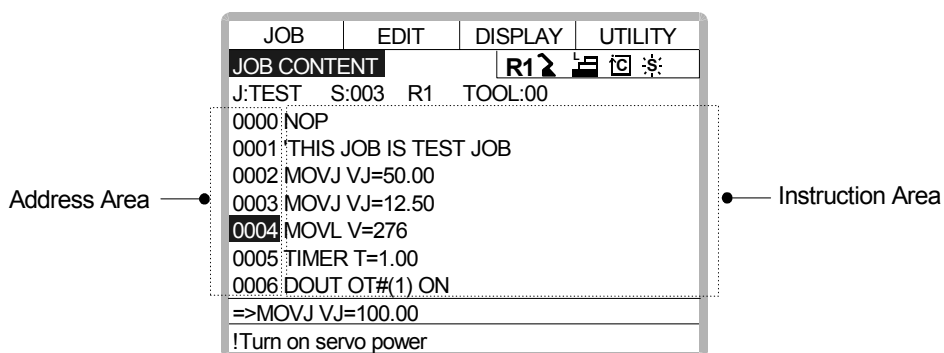 JOB EDIT DISPLAY UTILITY
JOB CONTENT R1 L C S
J:TEST S:003 R1 TOOL:00
0000 NOP
0001 'THIS JOB IS TEST JOB
0002 MOVJ VJ=50.00
0003 MOVJ VJ=12.50
0004 MOVL V=276
0005 TIMER T=1.00
0006 DOUT OT#(1) ON
=>MOVJ VJ=100.00
!Turn on servo power
Address Area
Instruction Area